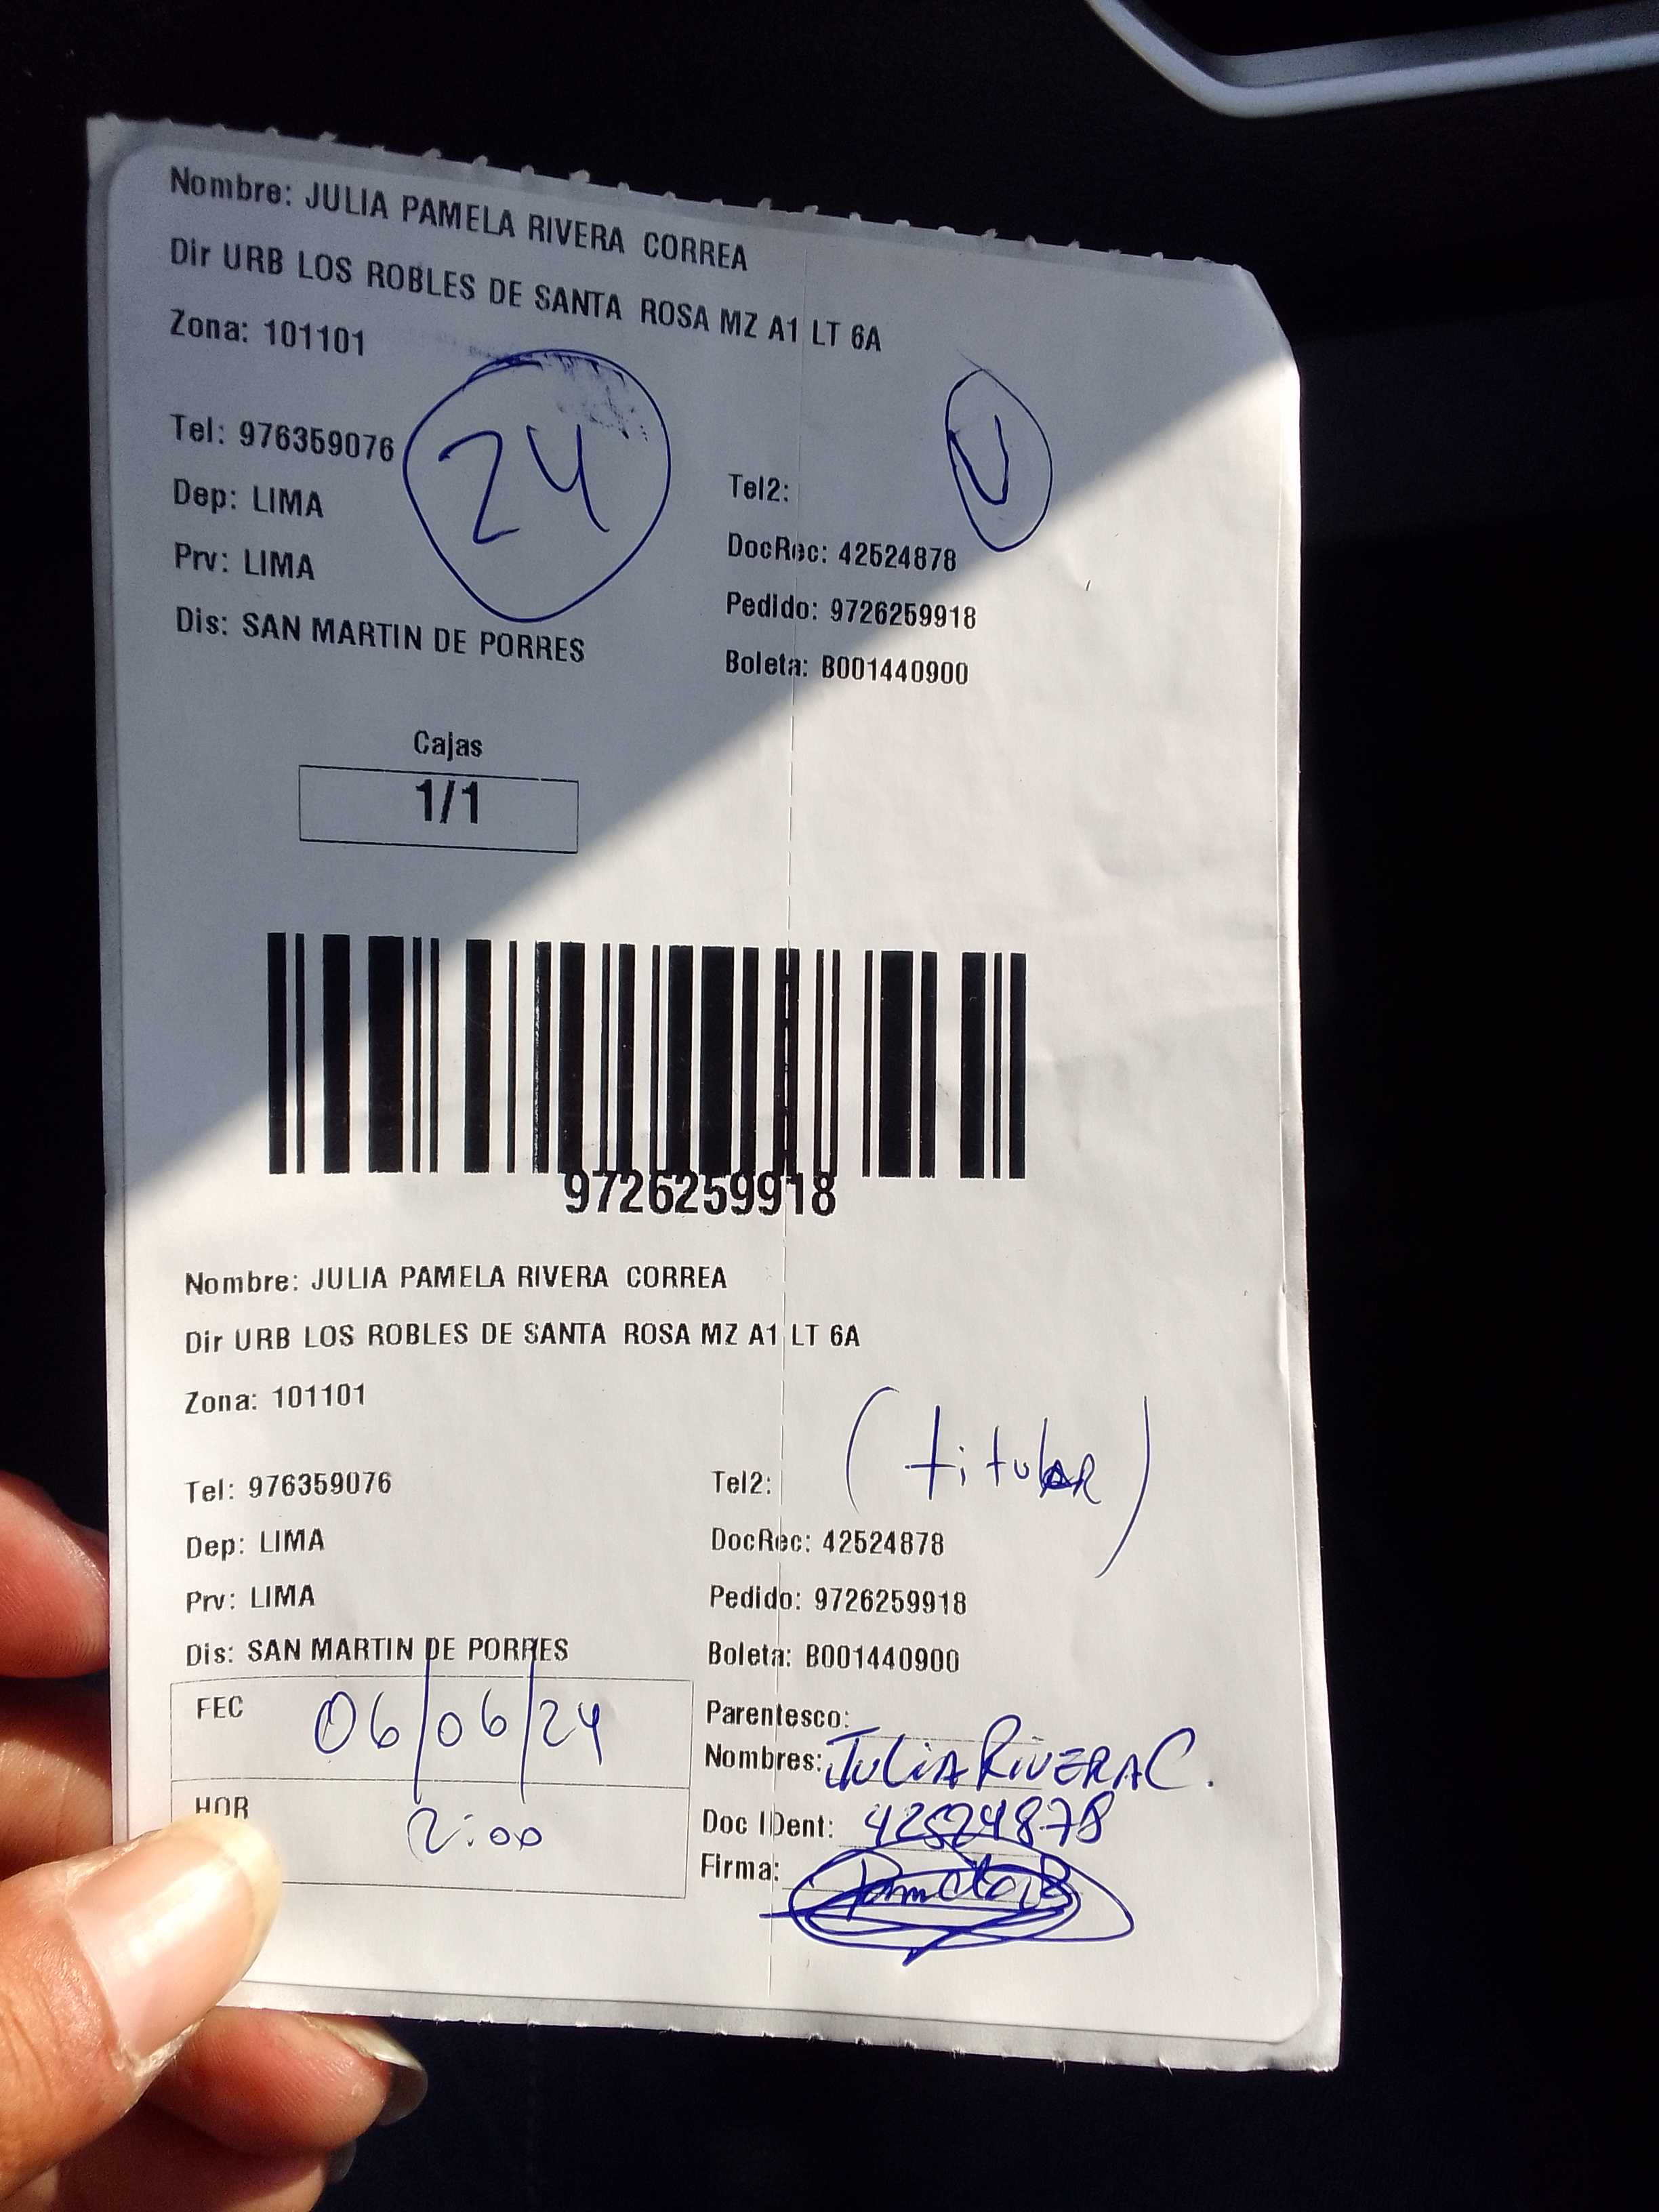 Nombre: JULIA PAMELA RIVERA CORREA
Dir URB LOS ROBLES DE SANTA ROSA MZ A1 LT 6A
Zona: 101101
24
U
Tel: 976359076
Tel2:
Dep: LIMA
DocRec: 42524878
Prv: LIMA
Pedido: 9726259918
Dis: SAN MARTIN DE PORRES
Boleta: B001440900
Cajas
1/1
9726259918
Nombre: JULIA PAMELA RIVERA CORREA
Dir URB LOS ROBLES DE SANTA ROSA MZ A1 LT 6A
Zona: 101101
(titular)
Tel: 976359076
Tel2:
Dep: LIMA
DocRec: 42524878
Prv: LIMA
Pedido: 9726259918
Dis: SAN MARTIN DE PORRES
Boleta: B001440900
FEC 06/06/24
Parentesco:
Nombres: JULIA RIVERA C.
HOR 2:00
Doc IDent: 42524878
Firma: